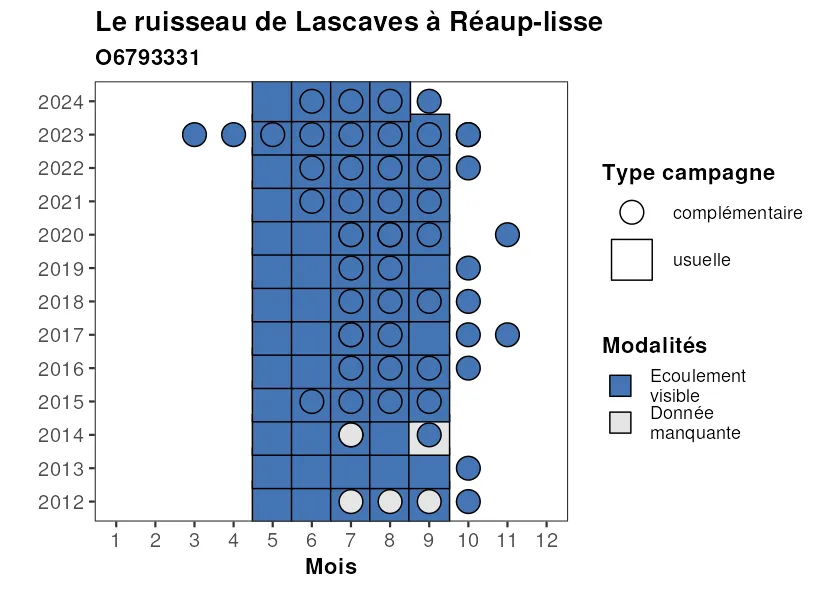 Le ruisseau de Lascaves à Réaup-lisse
O6793331
2024
2023
2022
2021
2020
2019
2018
2017
2016
2015
2014
2013
2012
1 2 3 4 5 6 7 8 9 10 11 12
Mois
Type campagne
complémentaire
usuelle
Modalités
Ecoulement
visible
Donnée
manquante